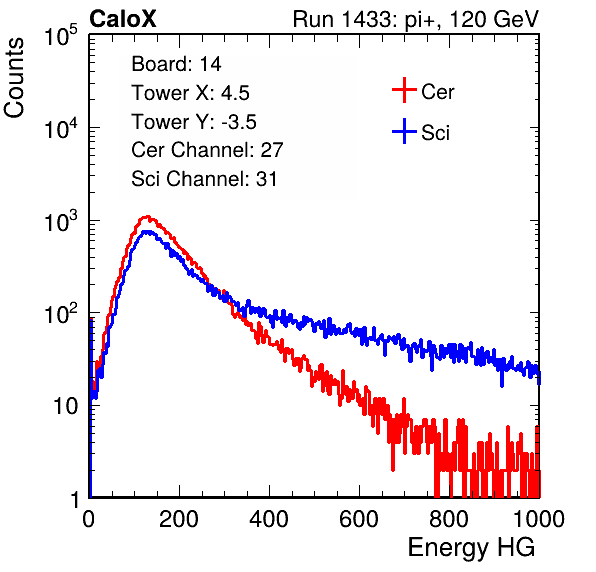 CaloX Run 1433: pi+, 120 GeV
Counts
Board: 14
Tower X: 4.5
Tower Y: -3.5
Cer Channel: 27
Sci Channel: 31
Cer
Sci
10^5
10^4
10^3
10^2
10
1
0 200 400 600 800 1000
Energy HG